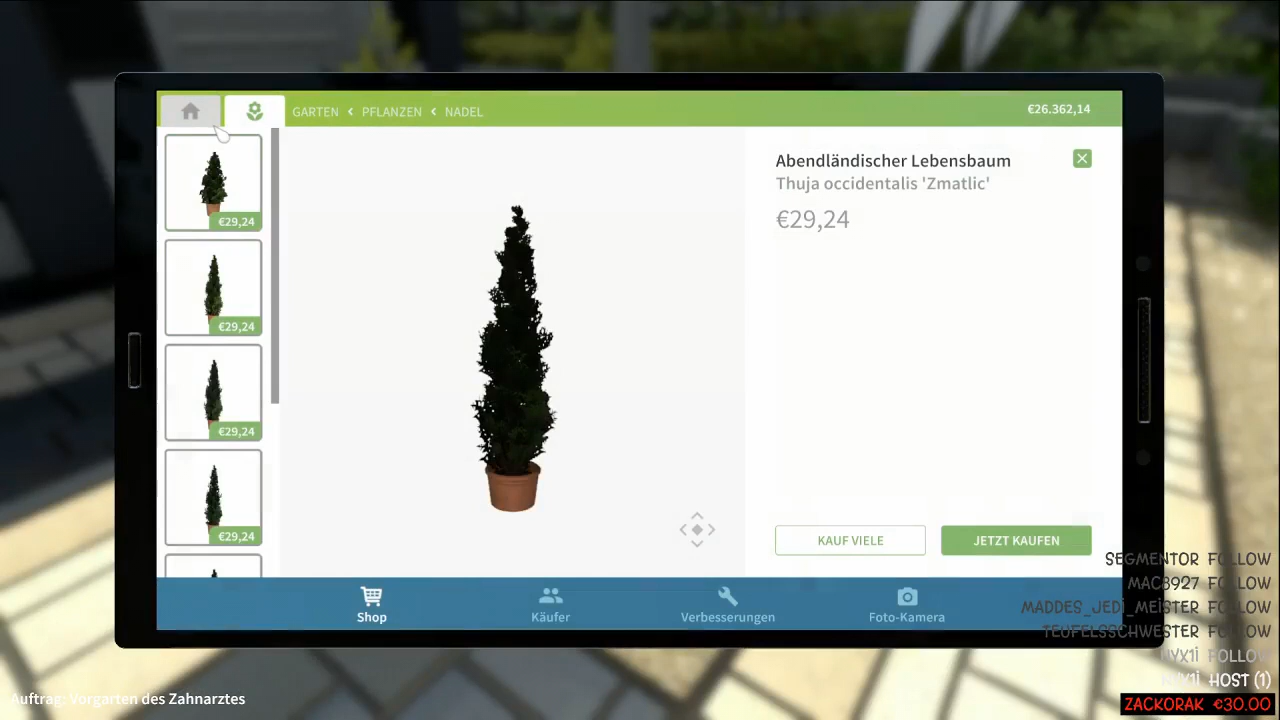 GARTEN < PFLANZEN < NADEL
€26.362,14
€29,24
€29,24
€29,24
€29,24
Abendländischer Lebensbaum
Thuja occidentalis 'Zmatlic'
€29,24
KAUF VIELE
JETZT KAUFEN
Shop
Käufer
Verbesserungen
Foto-Kamera
SEGMENTOR FOLLOW
MAC8927 FOLLOW
MADDES_JEDI_MEISTER FOLLOW
TEUFELSSCHWESTER FOLLOW
NYX1I FOLLOW
NYX1I HOST (1)
ZACKORAK €30.00
Auftrag: Vorgarten des Zahnarztes